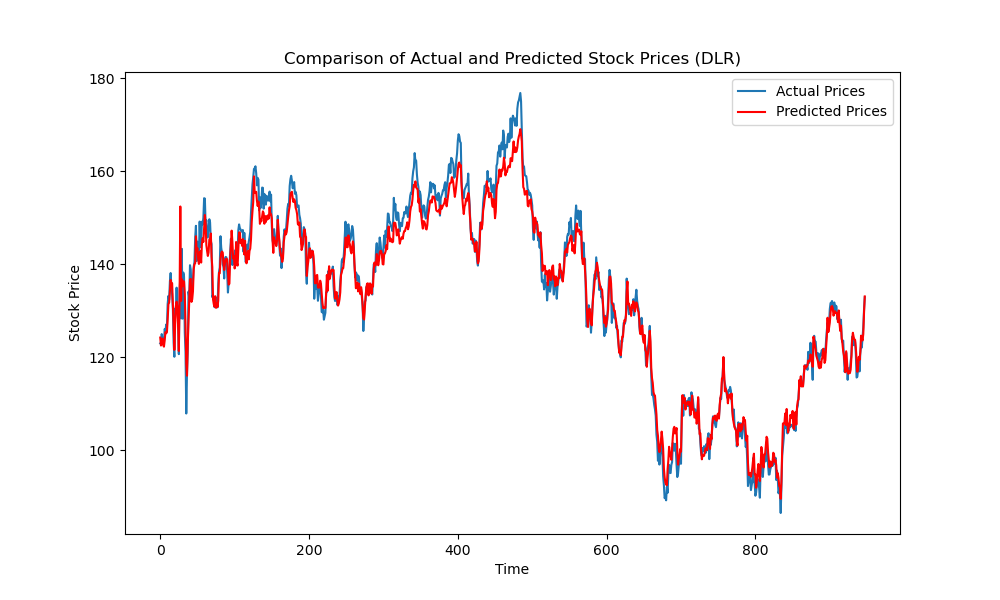 Comparison of Actual and Predicted Stock Prices (DLR)
Actual Prices
Predicted Prices
Stock Price
180
160
140
120
100
0 200 400 600 800
Time